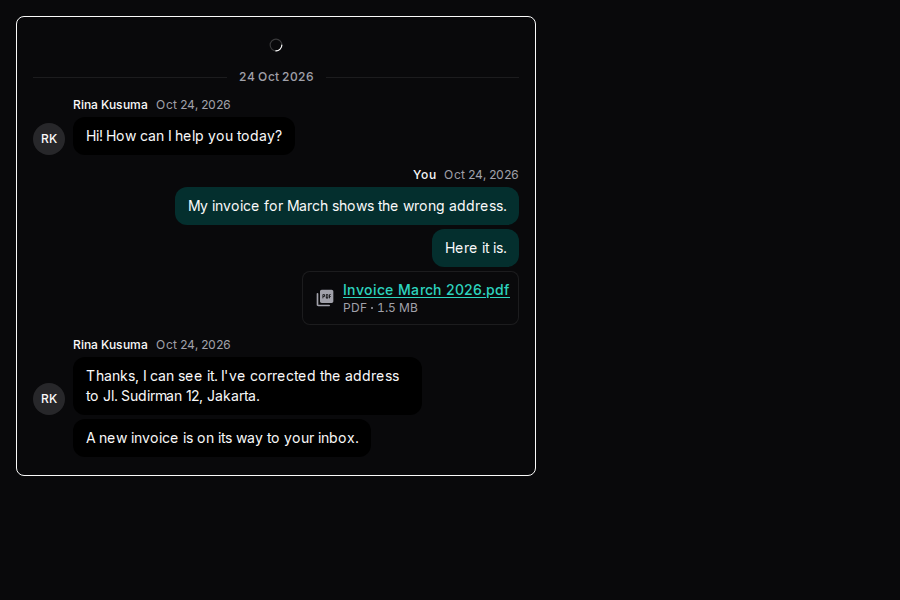 24 Oct 2026
Rina Kusuma Oct 24, 2026
RK
Hi! How can I help you today?
You Oct 24, 2026
My invoice for March shows the wrong address.
Here it is.
PDF
Invoice March 2026.pdf
PDF · 1.5 MB
Rina Kusuma Oct 24, 2026
RK
Thanks, I can see it. I've corrected the address
to Jl. Sudirman 12, Jakarta.
A new invoice is on its way to your inbox.